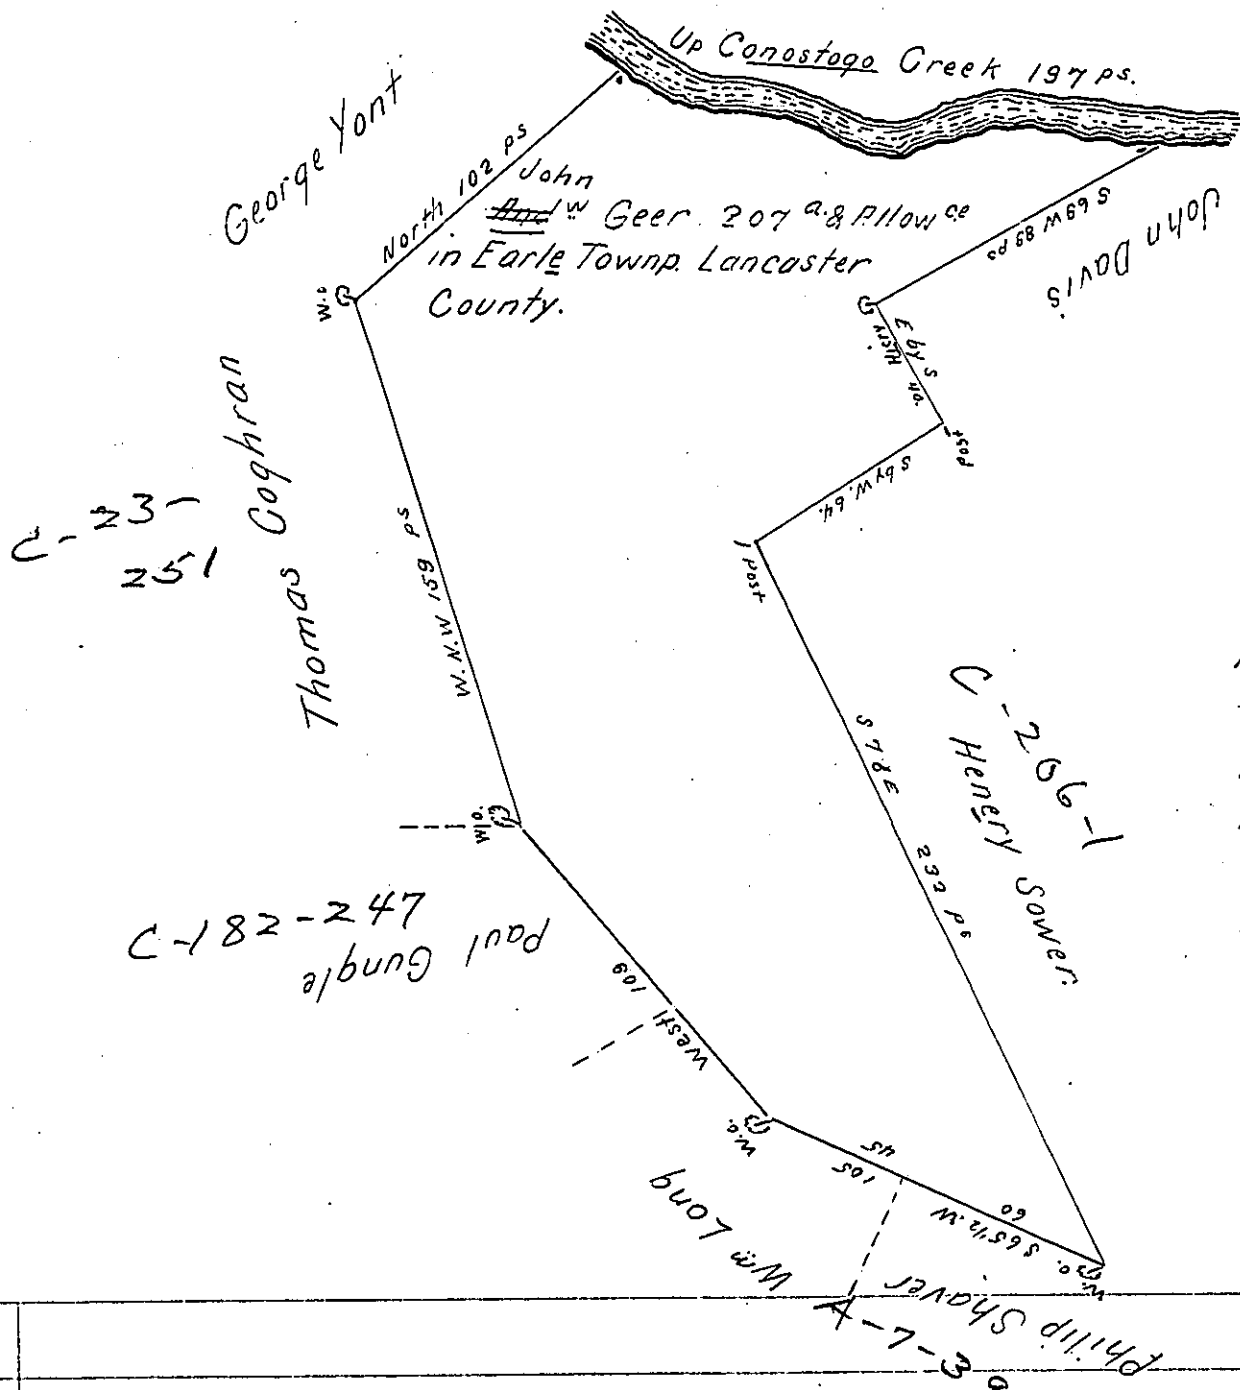 Up Conostogo Creek 197 ps.
George Yont
North 102 ps
John
Andw Geer. 207 a. & Allowce
in Earle Townp. Lancaster
County.
S 69 W 89 ps
John Davis
W.o
Hicry
E by S 40.
Post
S by W. 64.
Post
Thomas Coghran
C-23-
251
W.N.W 159 ps
S 78 E 232 ps
C-206-1
Henery Sower.
W.o.
C-182-247
Paul Gungle
109
West
W.o.
45
105
60
S 65 1/2 W
W.o.
Wm Long
Philip Shaver
A-7-3